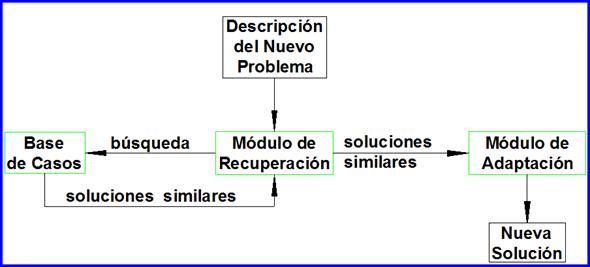 Descripción
del Nuevo
Problema
Base
de Casos
búsqueda
Módulo de
Recuperación
soluciones
similares
Módulo de
Adaptación
soluciones similares
Nueva
Solución